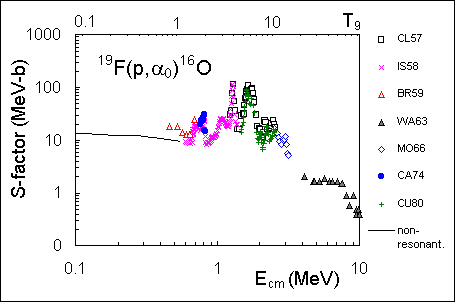 0.1 1 2 T9
1000 100 10 1 0
S-factor (MeV-b)
19F(p,α0)16O
0.1 1 10
Ecm (MeV)
CL57
IS58
BR59
WA63
MO66
CA74
CU80
non-
resonant.